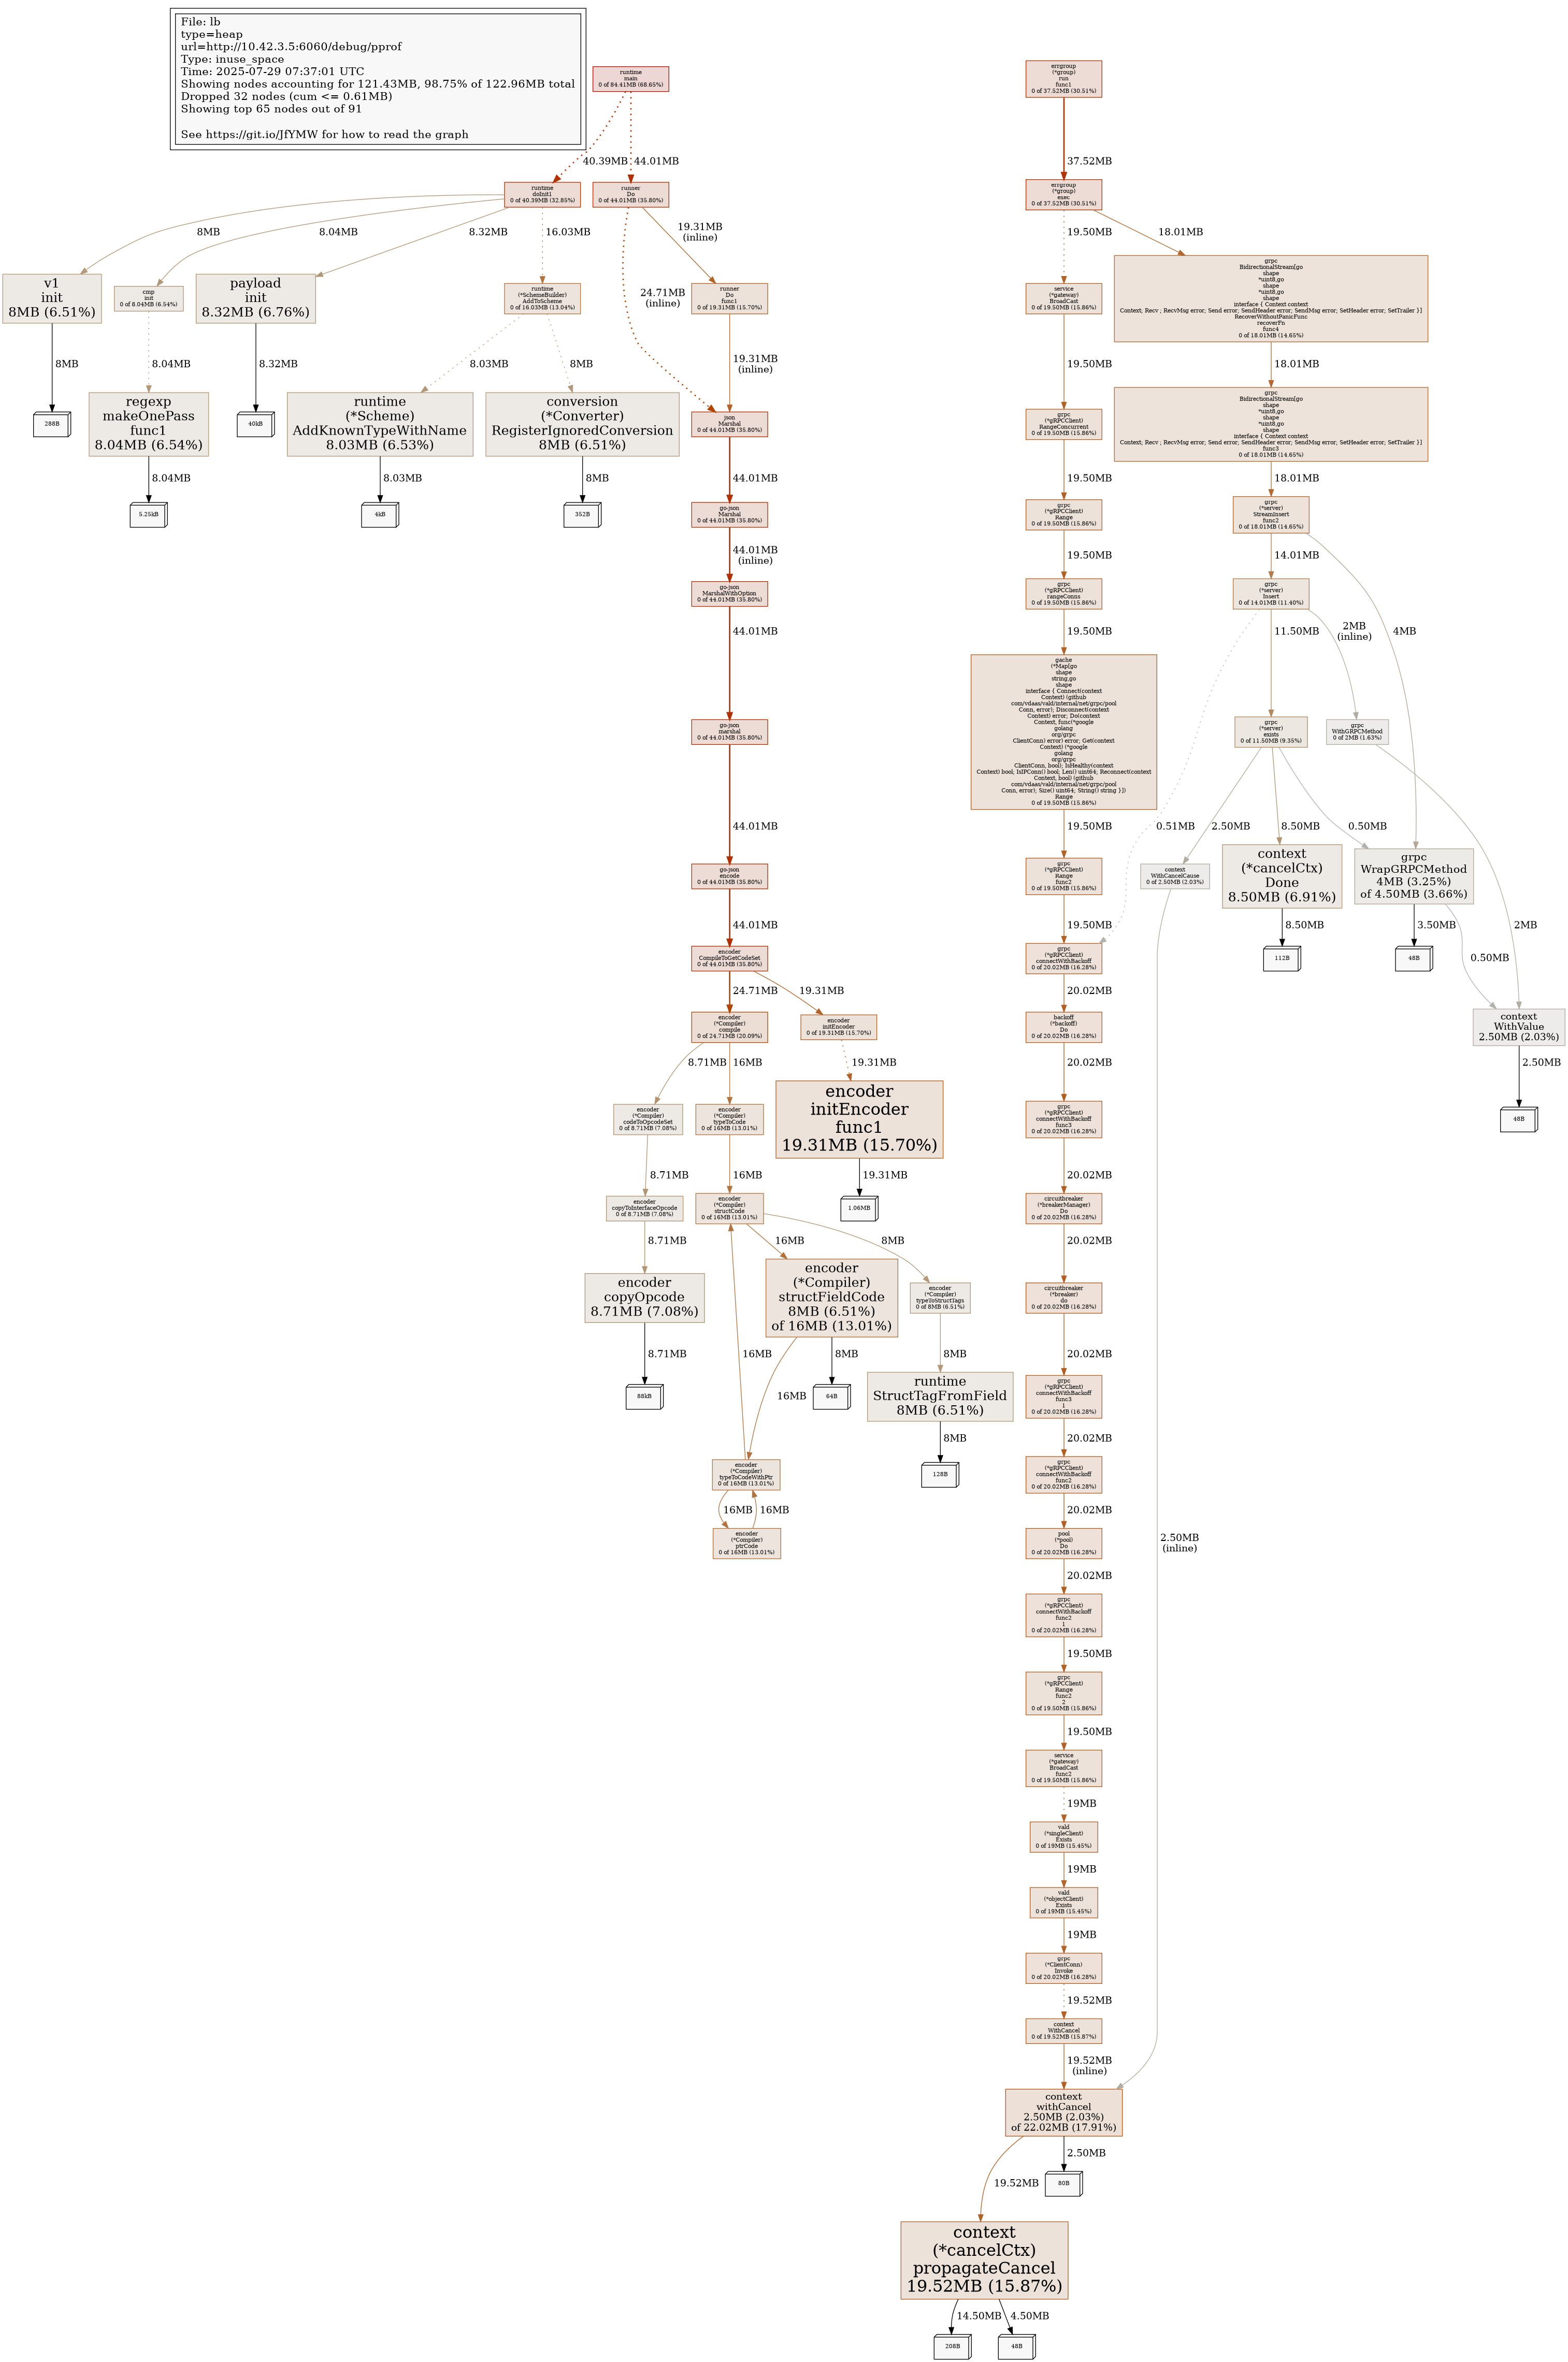 File: lb
type=heap
url=http://10.42.3.5:6060/debug/pprof
Type: inuse_space
Time: 2025-07-29 07:37:01 UTC
Showing nodes accounting for 121.43MB, 98.75% of 122.96MB total
Dropped 32 nodes (cum <= 0.61MB)
Showing top 65 nodes out of 91
See https://git.io/JfYMW for how to read the graph
runtime
main
0 of 84.41MB (68.65%)
errgroup
(*group)
run
func1
0 of 37.52MB (30.51%)
40.39MB
44.01MB
37.52MB
runtime
doInit1
0 of 40.39MB (32.85%)
runner
Do
0 of 44.01MB (35.80%)
errgroup
(*group)
exec
0 of 37.52MB (30.51%)
8MB
8.04MB
8.32MB
16.03MB
19.31MB
(inline)
19.50MB
18.01MB
v1
init
8MB (6.51%)
cmp
init
0 of 8.04MB (6.54%)
payload
init
8.32MB (6.76%)
runtime
(*SchemeBuilder)
AddToScheme
0 of 16.03MB (13.04%)
24.71MB
(inline)
runner
Do
func1
0 of 19.31MB (15.70%)
service
(*gateway)
BroadCast
0 of 19.50MB (15.86%)
grpc
BidirectionalStream[go
shape
*uint8,go
shape
*uint8,go
shape
interface { Context context
Context; Recv ; RecvMsg error; Send error; SendHeader error; SendMsg error; SetHeader error; SetTrailer }]
RecoverWithoutPanicFunc
recoverFn
func4
0 of 18.01MB (14.65%)
8MB
8.04MB
8.32MB
8.03MB
8MB
19.31MB
(inline)
19.50MB
18.01MB
288B
regexp
makeOnePass
func1
8.04MB (6.54%)
40kB
runtime
(*Scheme)
AddKnownTypeWithName
8.03MB (6.53%)
conversion
(*Converter)
RegisterIgnoredConversion
8MB (6.51%)
json
Marshal
0 of 44.01MB (35.80%)
grpc
(*gRPCClient)
RangeConcurrent
0 of 19.50MB (15.86%)
grpc
BidirectionalStream[go
shape
*uint8,go
shape
*uint8,go
shape
interface { Context context
Context; Recv ; RecvMsg error; Send error; SendHeader error; SendMsg error; SetHeader error; SetTrailer }]
func3
0 of 18.01MB (14.65%)
8.04MB
8.03MB
8MB
44.01MB
19.50MB
18.01MB
5.25kB
4kB
352B
go-json
Marshal
0 of 44.01MB (35.80%)
grpc
(*gRPCClient)
Range
0 of 19.50MB (15.86%)
grpc
(*server)
StreamInsert
func2
0 of 18.01MB (14.65%)
44.01MB
(inline)
19.50MB
14.01MB
go-json
MarshalWithOption
0 of 44.01MB (35.80%)
grpc
(*gRPCClient)
rangeConns
0 of 19.50MB (15.86%)
grpc
(*server)
Insert
0 of 14.01MB (11.40%)
44.01MB
19.50MB
11.50MB
2MB
(inline)
4MB
go-json
marshal
0 of 44.01MB (35.80%)
gache
(*Map[go
shape
string,go
shape
interface { Connect(context
Context) (github
com/vdaas/vald/internal/net/grpc/pool
Conn, error); Disconnect(context
Context) error; Do(context
Context, func(*google
golang
org/grpc
ClientConn) error) error; Get(context
Context) (*google
golang
org/grpc
ClientConn, bool); IsHealthy(context
Context) bool; IsIPConn() bool; Len() uint64; Reconnect(context
Context, bool) (github
com/vdaas/vald/internal/net/grpc/pool
Conn, error); Size() uint64; String() string }])
Range
0 of 19.50MB (15.86%)
grpc
(*server)
exists
0 of 11.50MB (9.35%)
grpc
WithGRPCMethod
0 of 2MB (1.63%)
44.01MB
19.50MB
0.51MB
2.50MB
8.50MB
0.50MB
go-json
encode
0 of 44.01MB (35.80%)
grpc
(*gRPCClient)
Range
func2
0 of 19.50MB (15.86%)
context
WithCancelCause
0 of 2.50MB (2.03%)
context
(*cancelCtx)
Done
8.50MB (6.91%)
grpc
WrapGRPCMethod
4MB (3.25%)
of 4.50MB (3.66%)
44.01MB
19.50MB
8.50MB
3.50MB
2MB
encoder
CompileToGetCodeSet
0 of 44.01MB (35.80%)
grpc
(*gRPCClient)
connectWithBackoff
0 of 20.02MB (16.28%)
112B
48B
0.50MB
24.71MB
19.31MB
20.02MB
encoder
(*Compiler)
compile
0 of 24.71MB (20.09%)
encoder
initEncoder
0 of 19.31MB (15.70%)
backoff
(*backoff)
Do
0 of 20.02MB (16.28%)
context
WithValue
2.50MB (2.03%)
8.71MB
16MB
19.31MB
20.02MB
2.50MB
encoder
(*Compiler)
codeToOpcodeSet
0 of 8.71MB (7.08%)
encoder
(*Compiler)
typeToCode
0 of 16MB (13.01%)
encoder
initEncoder
func1
19.31MB (15.70%)
grpc
(*gRPCClient)
connectWithBackoff
func3
0 of 20.02MB (16.28%)
48B
8.71MB
16MB
19.31MB
20.02MB
encoder
copyToInterfaceOpcode
0 of 8.71MB (7.08%)
encoder
(*Compiler)
structCode
0 of 16MB (13.01%)
1.06MB
circuitbreaker
(*breakerManager)
Do
0 of 20.02MB (16.28%)
8.71MB
16MB
8MB
20.02MB
encoder
copyOpcode
8.71MB (7.08%)
encoder
(*Compiler)
structFieldCode
8MB (6.51%)
of 16MB (13.01%)
encoder
(*Compiler)
typeToStructTags
0 of 8MB (6.51%)
circuitbreaker
(*breaker)
do
0 of 20.02MB (16.28%)
8.71MB
16MB
8MB
8MB
20.02MB
88kB
16MB
64B
runtime
StructTagFromField
8MB (6.51%)
grpc
(*gRPCClient)
connectWithBackoff
func3
1
0 of 20.02MB (16.28%)
8MB
20.02MB
encoder
(*Compiler)
typeToCodeWithPtr
0 of 16MB (13.01%)
128B
grpc
(*gRPCClient)
connectWithBackoff
func2
0 of 20.02MB (16.28%)
16MB
16MB
20.02MB
encoder
(*Compiler)
ptrCode
0 of 16MB (13.01%)
pool
(*pool)
Do
0 of 20.02MB (16.28%)
2.50MB
(inline)
20.02MB
grpc
(*gRPCClient)
connectWithBackoff
func2
1
0 of 20.02MB (16.28%)
19.50MB
grpc
(*gRPCClient)
Range
func2
2
0 of 19.50MB (15.86%)
19.50MB
service
(*gateway)
BroadCast
func2
0 of 19.50MB (15.86%)
19MB
vald
(*singleClient)
Exists
0 of 19MB (15.45%)
19MB
vald
(*objectClient)
Exists
0 of 19MB (15.45%)
19MB
grpc
(*ClientConn)
Invoke
0 of 20.02MB (16.28%)
19.52MB
context
WithCancel
0 of 19.52MB (15.87%)
19.52MB
(inline)
context
withCancel
2.50MB (2.03%)
of 22.02MB (17.91%)
19.52MB
2.50MB
80B
context
(*cancelCtx)
propagateCancel
19.52MB (15.87%)
14.50MB
4.50MB
208B
48B